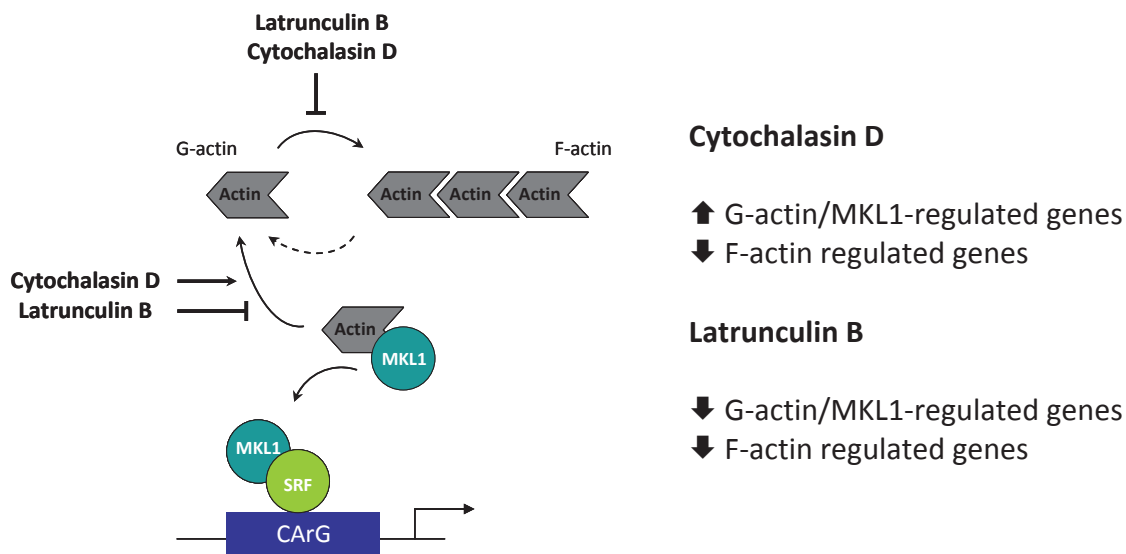 Latrunculin B
Cytochalasin D
G-actin
F-actin
Actin
Actin
Actin
Actin
Cytochalasin D
Latrunculin B
Actin
MKL1
MKL1
SRF
CArG
Cytochalasin D
G-actin/MKL1-regulated genes
F-actin regulated genes
Latrunculin B
G-actin/MKL1-regulated genes
F-actin regulated genes